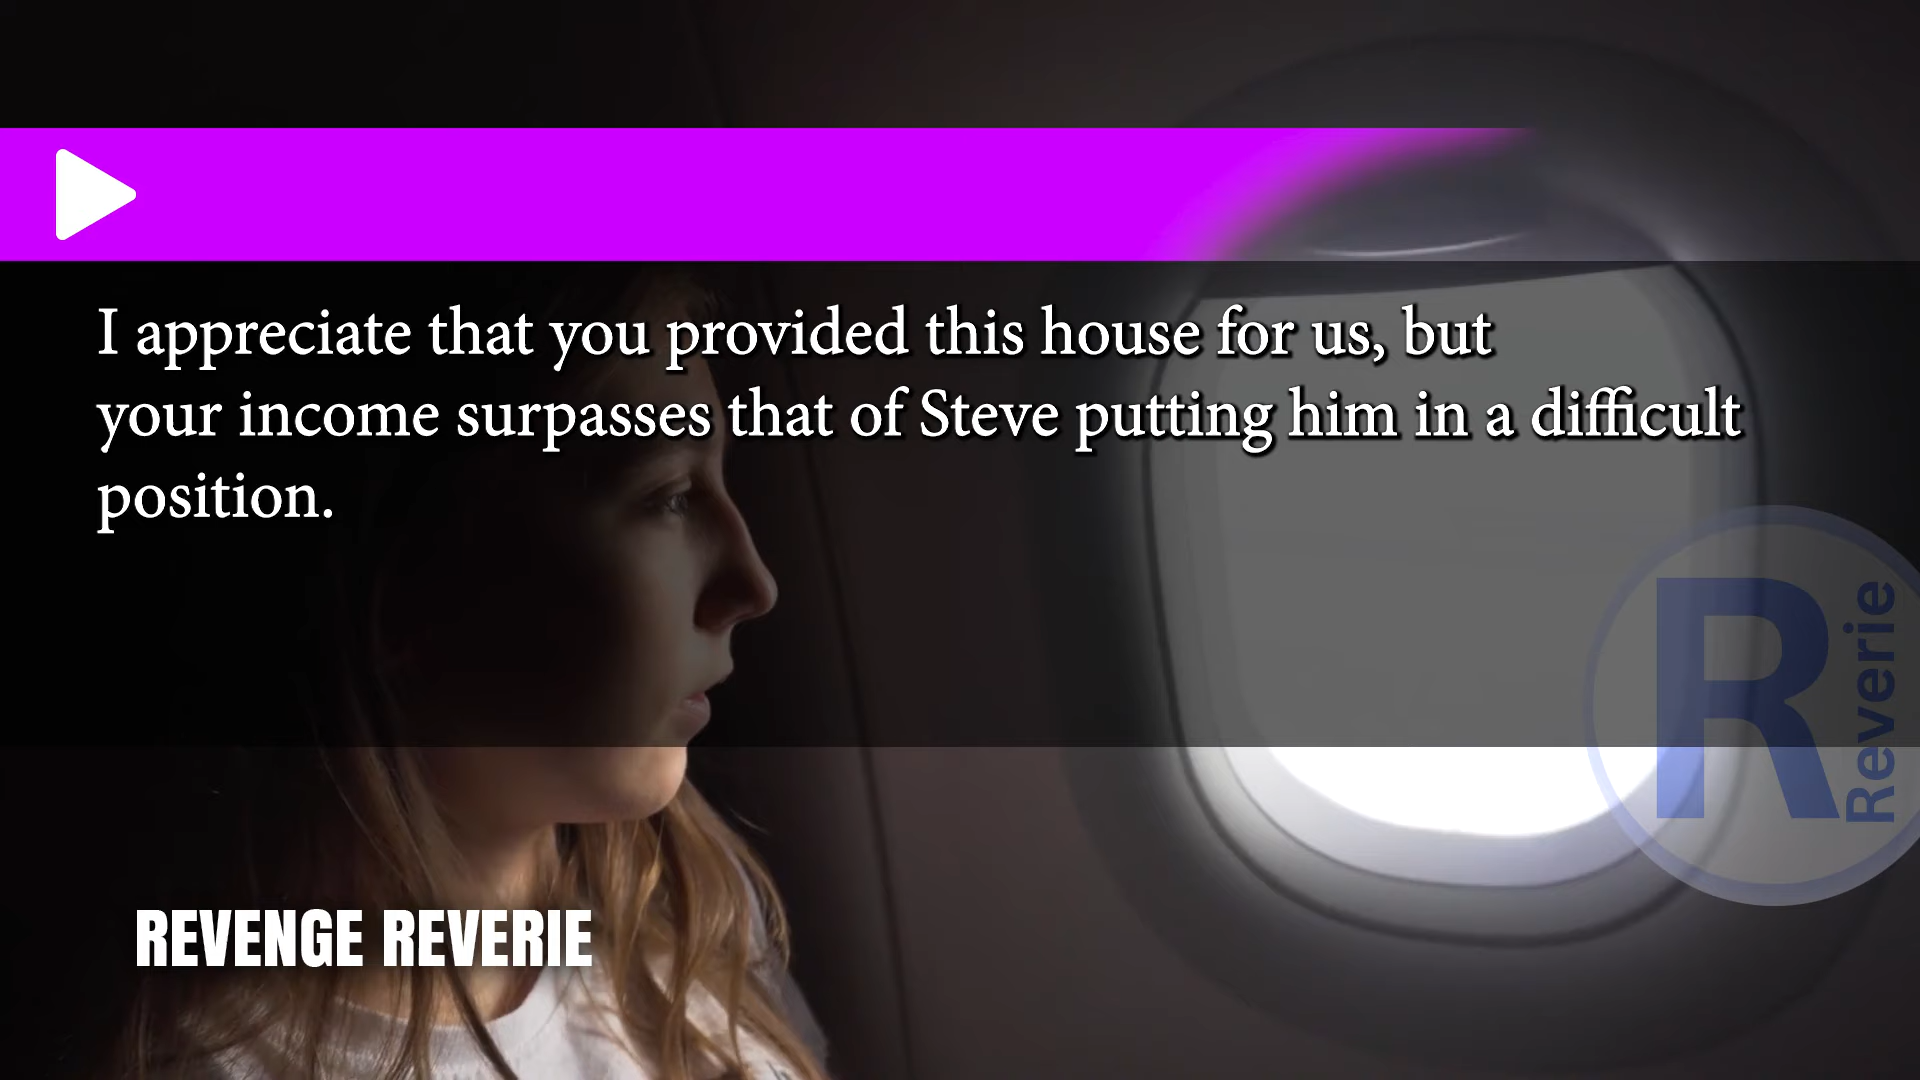 I appreciate that you provided this house for us, but
your income surpasses that of Steve putting him in a difficult
position.
R
Reverie
REVENGE REVERIE